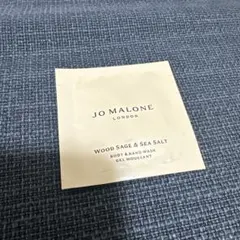 JO MALONE
LONDON
WOOD SAGE & SEA SALT
BODY & HAND WASH
GEL MOUSSANT